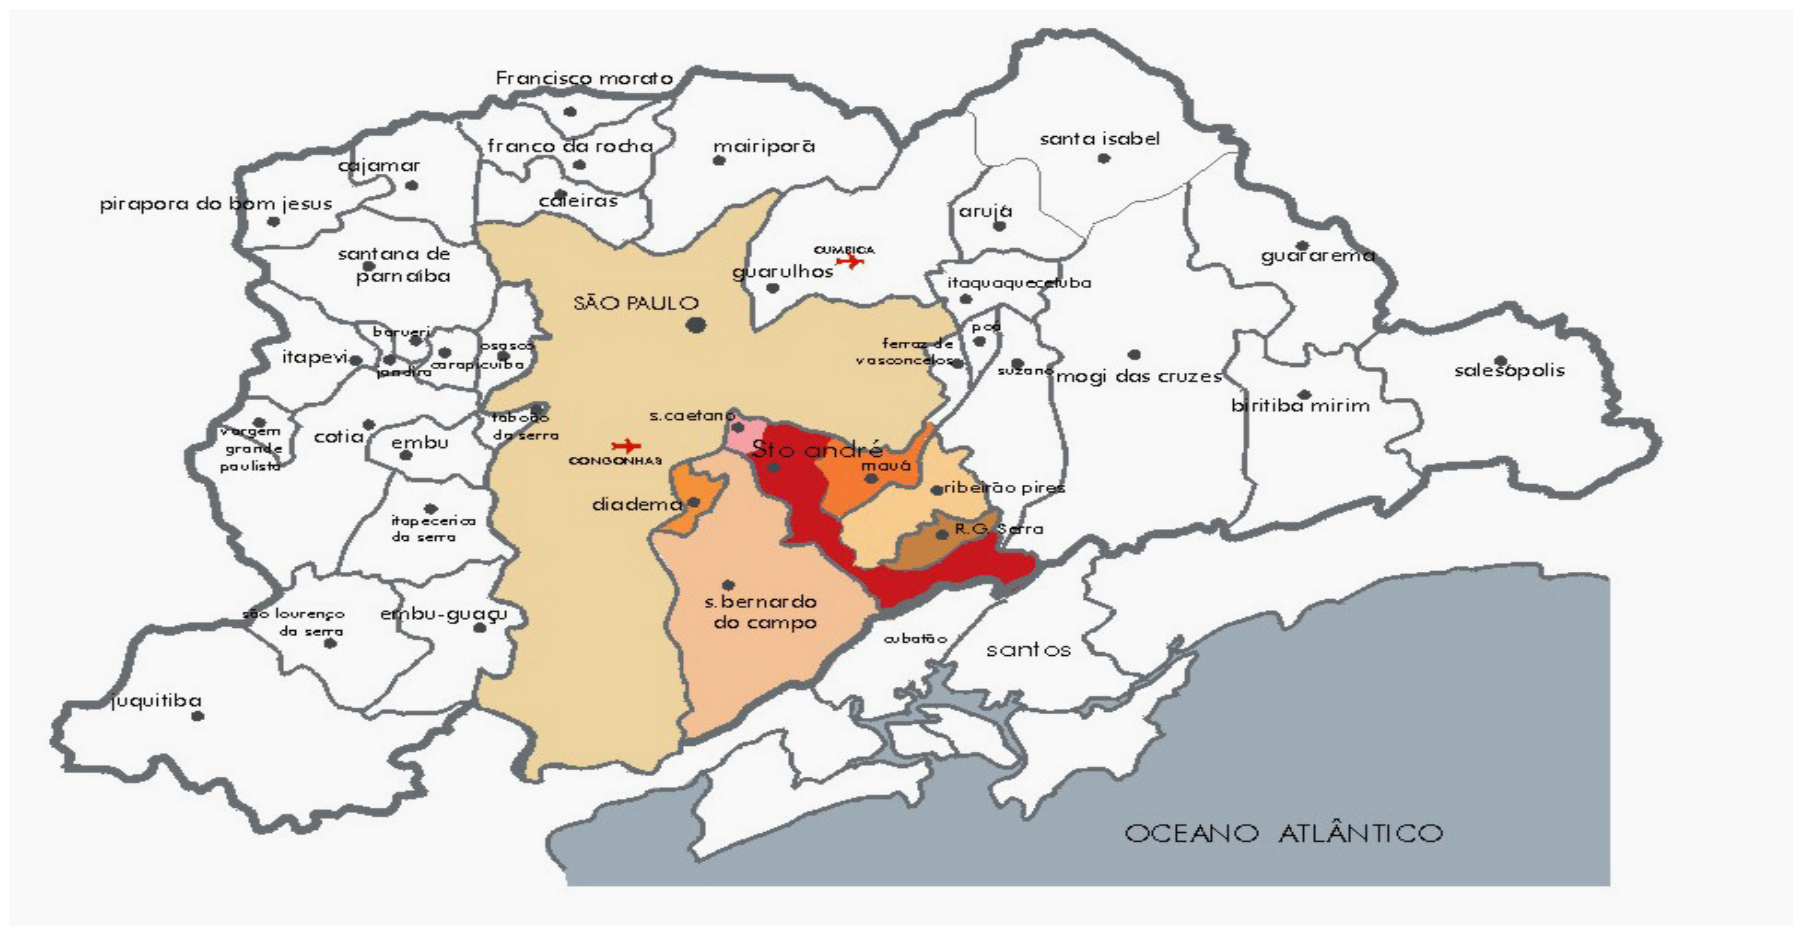 Francisco morato
franco da rocha
mairiporã
santa isabel
cajamar
pirapora do bom jesus
caieiras
arujá
santana de
parnaíba
CUMBICA
guarulhos
guararema
itaquaquecetuba
SÃO PAULO
poá
barueri
osasco
ferraz de
vasconcelos
itapevi
jandira
carapicuíba
suzano
mogi das cruzes
salesópolis
biritiba mirim
taboão
da serra
s.caetano
vargem
grande
paulista
cotia
embu
Sto andré
CONGONHAS
mauá
diadema
ribeirão pires
itapecerica
da serra
R.G. Serra
s.bernardo
do campo
são lourenço
da serra
embu-guaçu
cubatão
santos
juquitiba
OCEANO ATLÂNTICO